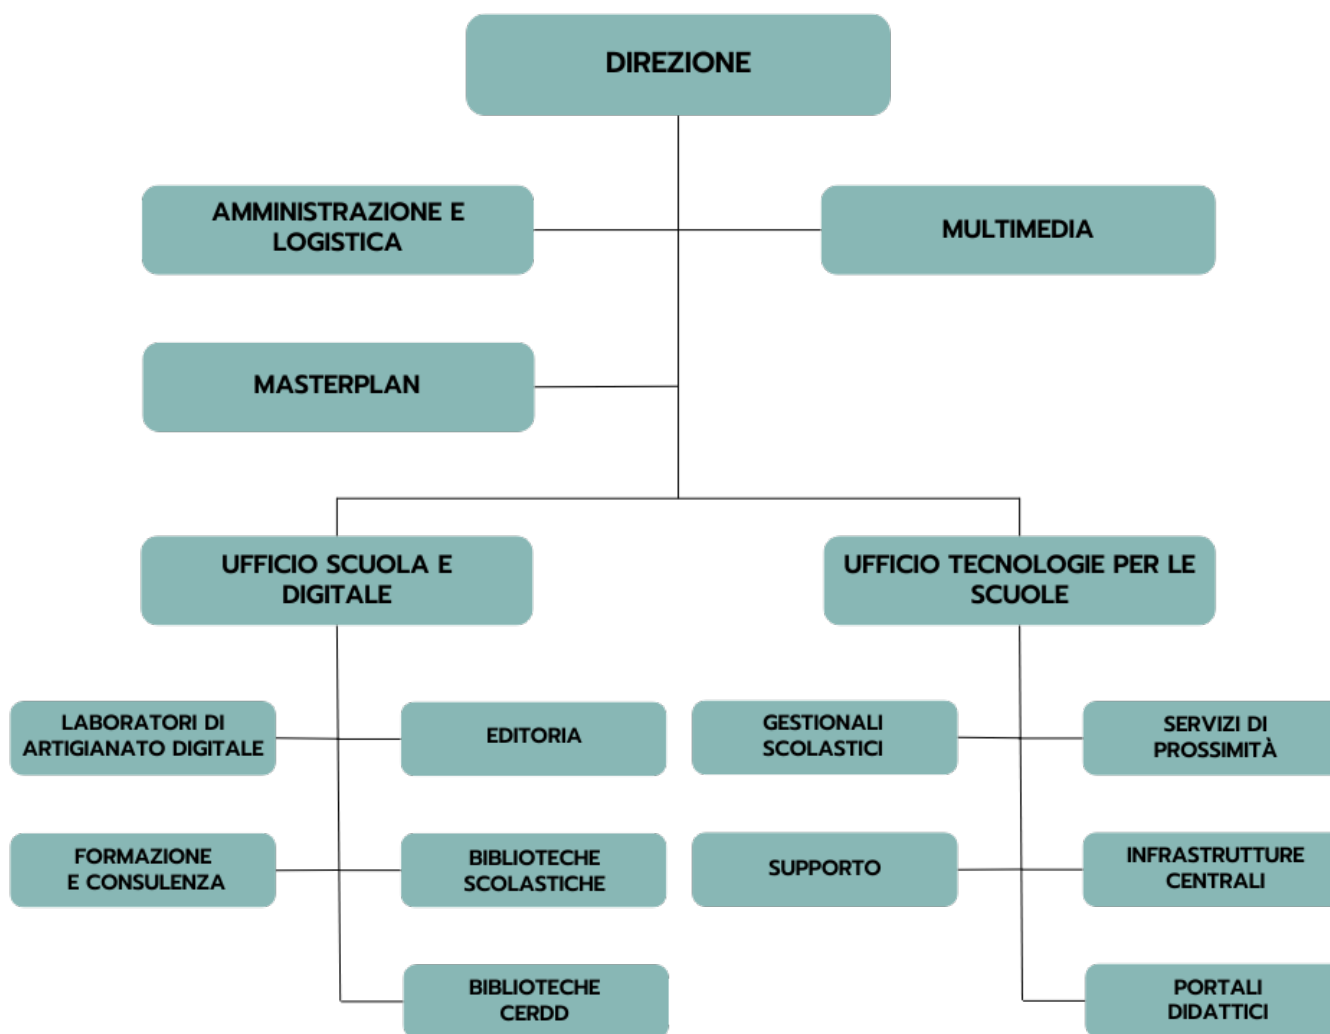 DIREZIONE
AMMINISTRAZIONE E
LOGISTICA
MULTIMEDIA
MASTERPLAN
UFFICIO SCUOLA E
DIGITALE
UFFICIO TECNOLOGIE PER LE
SCUOLE
LABORATORI DI
ARTIGIANATO DIGITALE
EDITORIA
GESTIONALI
SCOLASTICI
SERVIZI DI
PROSSIMITÀ
FORMAZIONE
E CONSULENZA
BIBLIOTECHE
SCOLASTICHE
SUPPORTO
INFRASTRUTTURE
CENTRALI
BIBLIOTECHE
CERDD
PORTALI
DIDATTICI